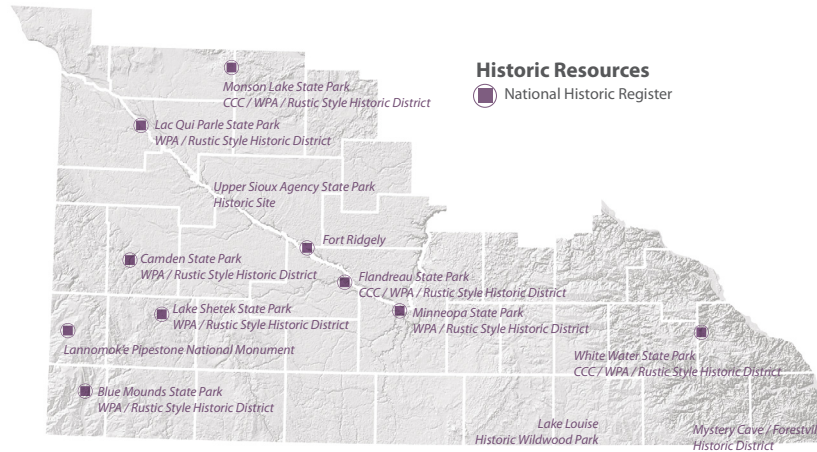 Historic Resources
National Historic Register
Monson Lake State Park
CCC / WPA / Rustic Style Historic District
Lac Qui Parle State Park
WPA / Rustic Style Historic District
Upper Sioux Agency State Park
Historic Site
Fort Ridgely
Camden State Park
WPA / Rustic Style Historic District
Flandreau State Park
CCC / WPA / Rustic Style Historic District
Lake Shetek State Park
WPA / Rustic Style Historic District
Minneopa State Park
WPA / Rustic Style Historic District
Lannomok'e Pipestone National Monument
White Water State Park
CCC / WPA / Rustic Style Historic District
Blue Mounds State Park
WPA / Rustic Style Historic District
Lake Louise
Historic Wildwood Park
Mystery Cave / Forestvil
Historic District